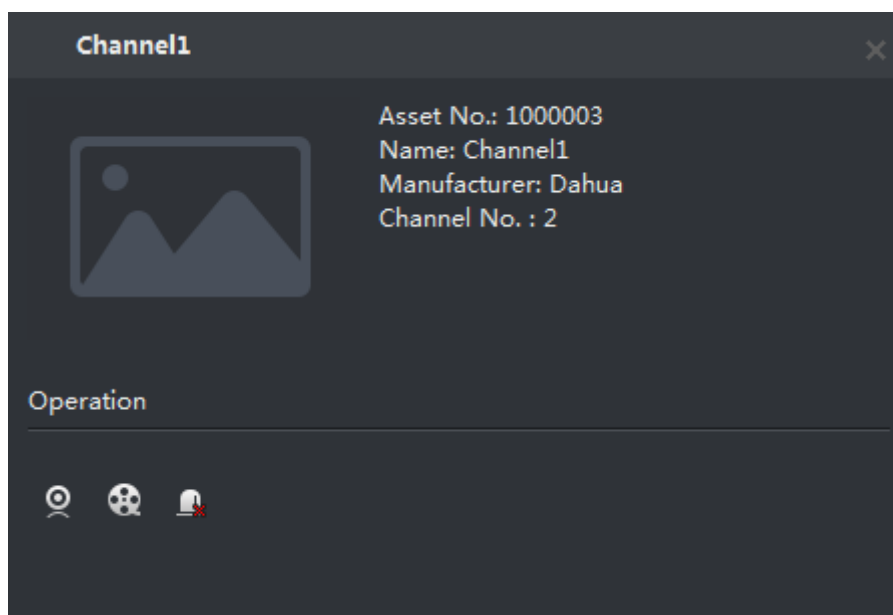 Channel1
Asset No.: 1000003
Name: Channel1
Manufacturer: Dahua
Channel No. : 2
Operation